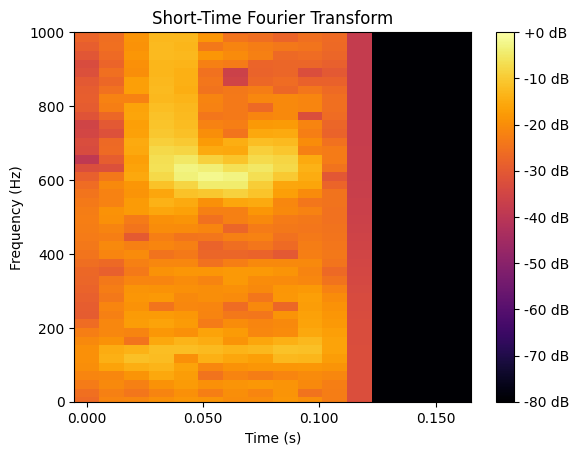 Short-Time Fourier Transform
1000
800
600
400
200
0
Frequency (Hz)
0.000
0.050
0.100
0.150
Time (s)
+0 dB
-10 dB
-20 dB
-30 dB
-40 dB
-50 dB
-60 dB
-70 dB
-80 dB